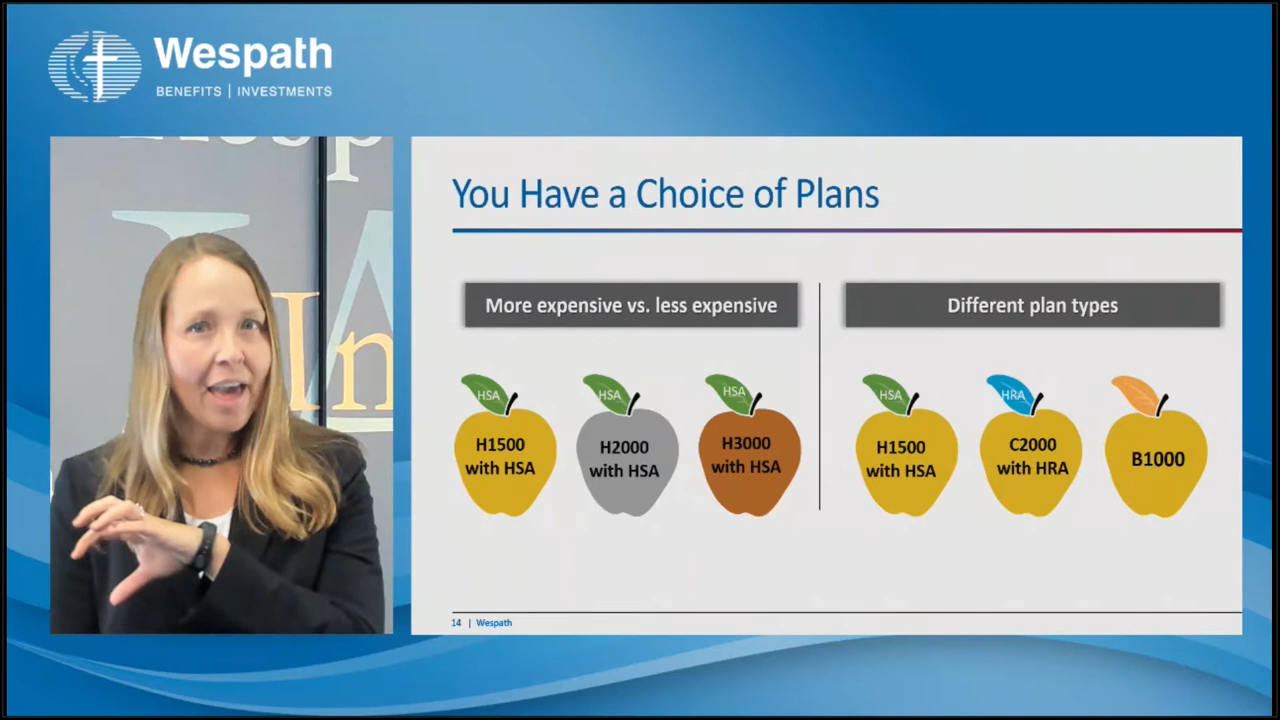 Wespath
BENEFITS | INVESTMENTS
In
You Have a Choice of Plans
More expensive vs. less expensive
Different plan types
HSA
H1500
with HSA
HSA
H2000
with HSA
HSA
H3000
with HSA
HSA
H1500
with HSA
HRA
C2000
with HRA
B1000
14 | Wespath